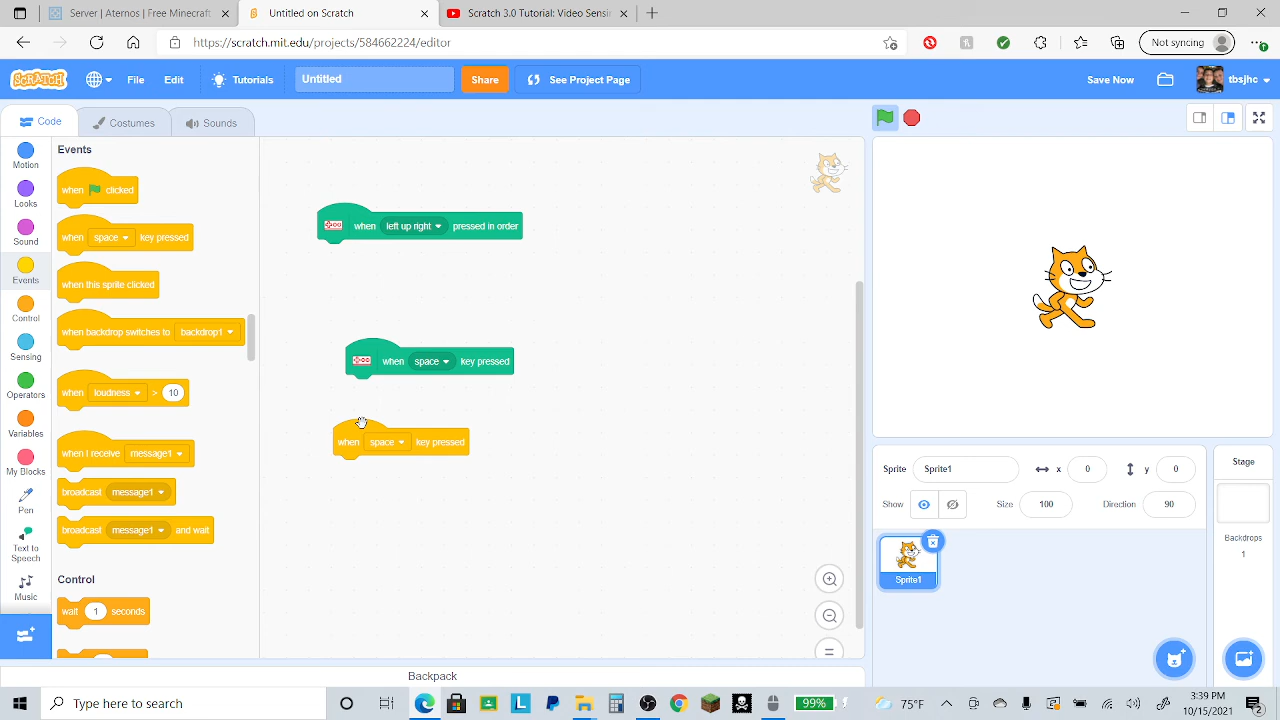 Server | Aternos | Free Minecraft
Untitled on Scratch
Scratch 3.0 Tutorial: Video Sensin
https://scratch.mit.edu/projects/584662224/editor
Not syncing
SCRATCH
File
Edit
Tutorials
Untitled
Share
See Project Page
Save Now
tbsjhc
Code
Costumes
Sounds
Motion
Looks
Sound
Events
Control
Sensing
Operators
Variables
My Blocks
Pen
Text to
Speech
Music
Events
when clicked
when space key pressed
when this sprite clicked
when backdrop switches to backdrop1
when loudness > 10
when I receive message1
broadcast message1
broadcast message1 and wait
Control
wait 1 seconds
when left up right pressed in order
when space key pressed
when space key pressed
Sprite Sprite1 x 0 y 0
Show Size 100 Direction 90
Sprite1
Stage
Backdrops
1
Backpack
Type here to search
99%
75°F
3:39 PM
10/15/2021
2